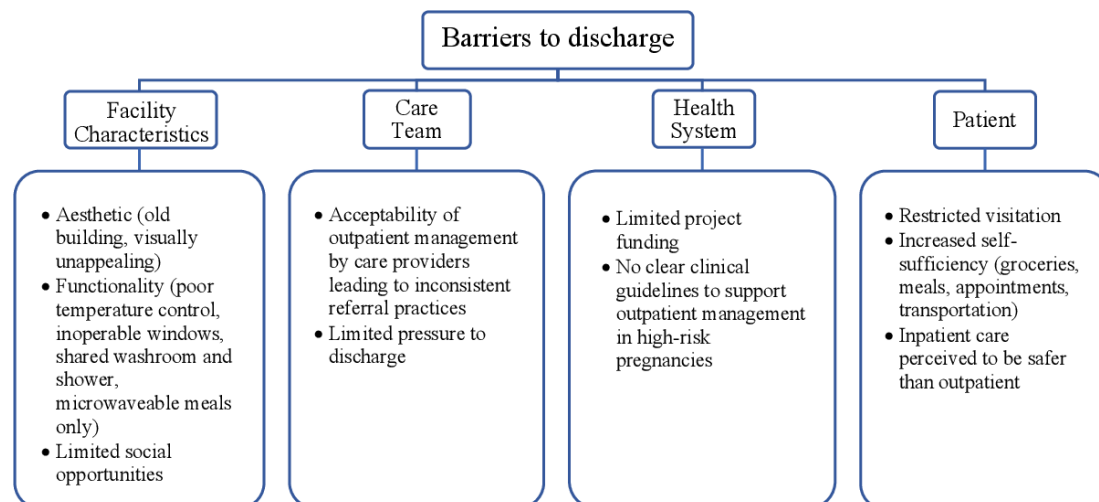 Barriers to discharge
Facility
Characteristics
• Aesthetic (old
building, visually
unappealing)
• Functionality (poor
temperature control,
inoperable windows,
shared washroom and
shower,
microwaveable meals
only)
• Limited social
opportunities
Care
Team
• Acceptability of
outpatient management
by care providers
leading to inconsistent
referral practices
• Limited pressure to
discharge
Health
System
• Limited project
funding
• No clear clinical
guidelines to support
outpatient management
in high-risk
pregnancies
Patient
• Restricted visitation
• Increased self-
sufficiency (groceries,
meals, appointments,
transportation)
• Inpatient care
perceived to be safer
than outpatient